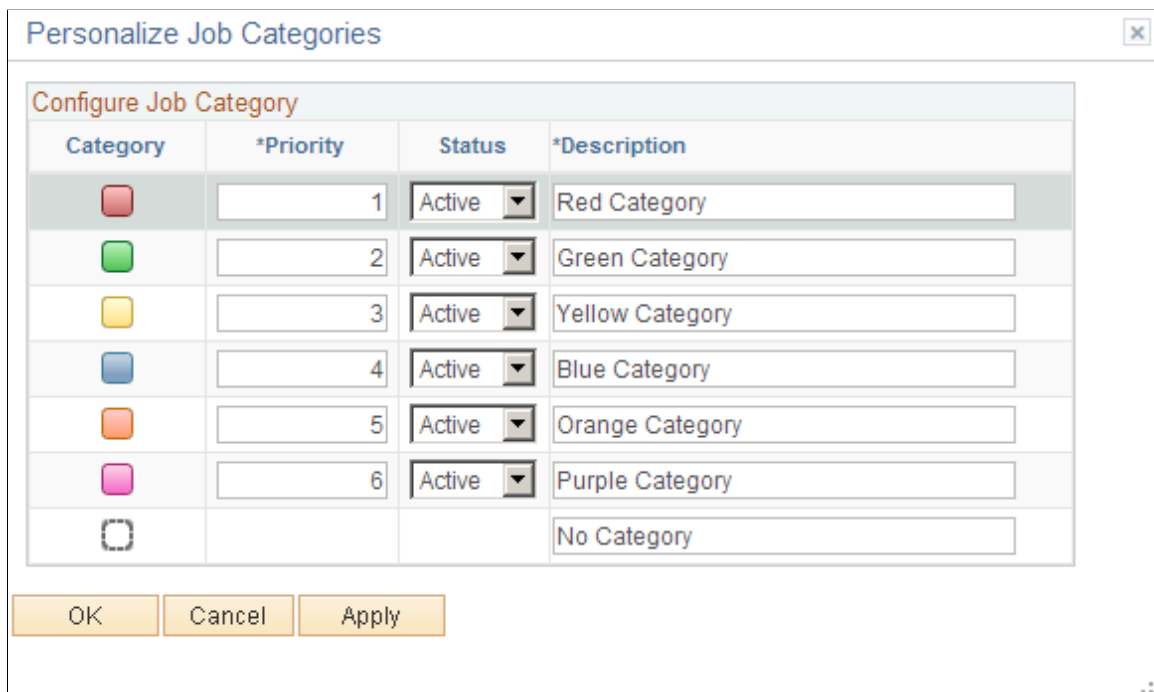 Personalize Job Categories
Configure Job Category
Category *Priority Status *Description
1 Active Red Category
2 Active Green Category
3 Active Yellow Category
4 Active Blue Category
5 Active Orange Category
6 Active Purple Category
No Category
OK Cancel Apply